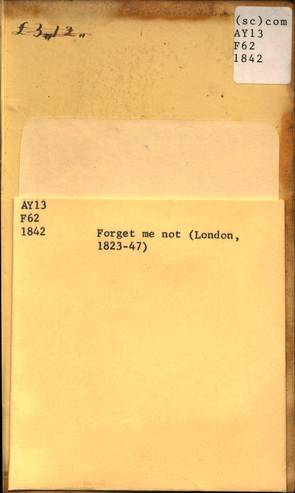 £3,,12,,
(sc)com
AY13
F62
1842
AY13
F62
1842 Forget me not (London,
1823-47)